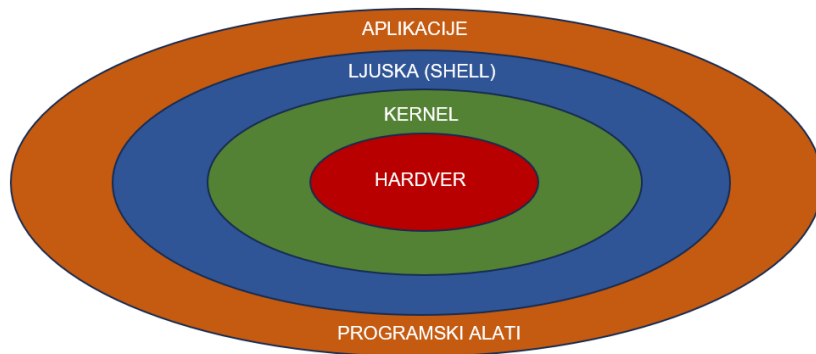 APLIKACIJE
LJUSKA (SHELL)
KERNEL
HARDVER
PROGRAMSKI ALATI